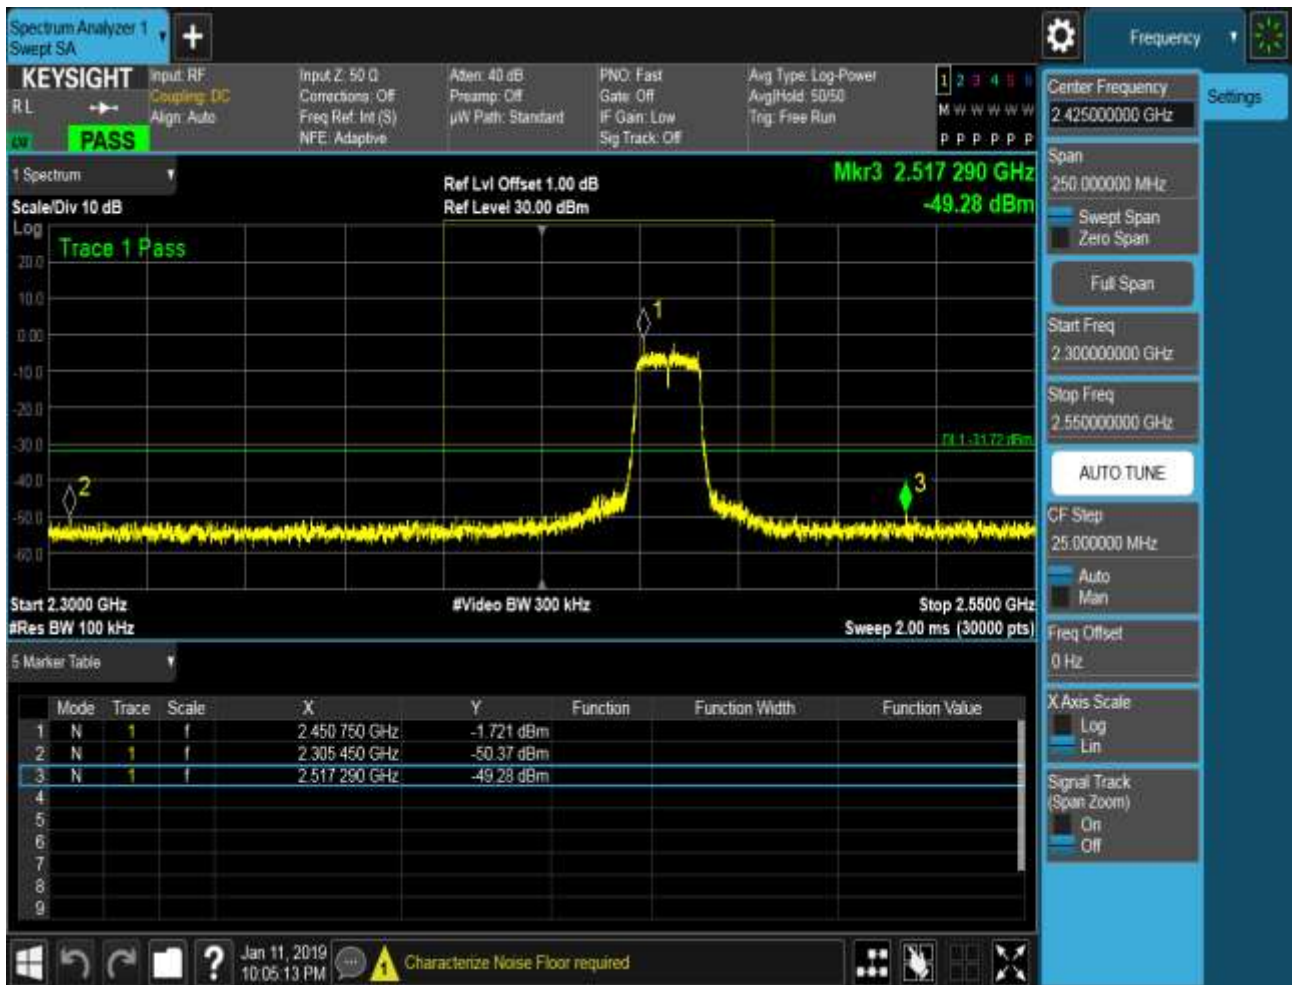 Spectrum Analyzer 1
Swept SA
Frequency
KEYSIGHT
R L
PASS
Input: RF
Coupling: DC
Align: Auto
Input Z: 50 Ω
Corrections: Off
Freq Ref: Int (S)
NFE: Adaptive
Atten: 40 dB
Preamp: Off
µW Path: Standard
PNO: Fast
Gate: Off
IF Gain: Low
Sig Track: Off
Avg Type: Log-Power
Avg|Hold: 50/50
Trig: Free Run
1 2 3 4 5 6
M W W W W W
P P P P P P
1 Spectrum
Scale/Div 10 dB
Ref Lvl Offset 1.00 dB
Ref Level 30.00 dBm
Mkr3 2.517 290 GHz
-49.28 dBm
Log
Trace 1 Pass
20.0
10.0
0.00
-10.0
-20.0
-30.0
-40.0
-50.0
-60.0
1
2
3
DL1 -31.72 dBm
Start 2.3000 GHz
#Res BW 100 kHz
#Video BW 300 kHz
Stop 2.5500 GHz
Sweep 2.00 ms (30000 pts)
5 Marker Table
Mode Trace Scale X Y Function Function Width Function Value
1 N 1 f 2.450 750 GHz -1.721 dBm
2 N 1 f 2.305 450 GHz -50.37 dBm
3 N 1 f 2.517 290 GHz -49.28 dBm
4
5
6
7
8
9
Jan 11, 2019
10:05:13 PM
?
1
Characterize Noise Floor required
Settings
Center Frequency
2.425000000 GHz
Span
250.000000 MHz
Swept Span
Zero Span
Full Span
Start Freq
2.300000000 GHz
Stop Freq
2.550000000 GHz
AUTO TUNE
CF Step
25.000000 MHz
Auto
Man
Freq Offset
0 Hz
X Axis Scale
Log
Lin
Signal Track
(Span Zoom)
On
Off